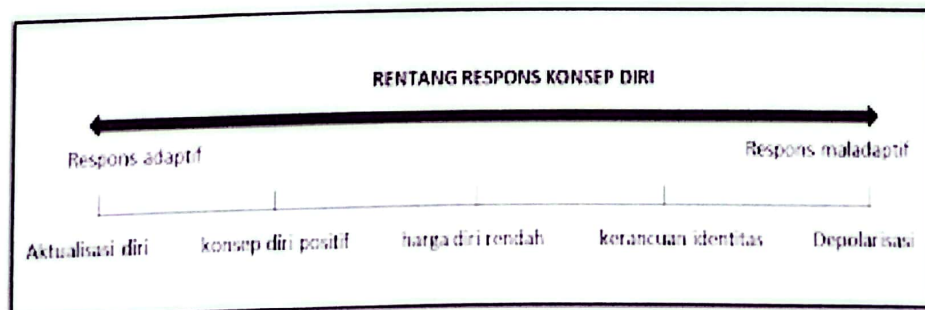 RENTANG RESPONS KONSEP DIRI
Respons adaptif Respons maladaptif
Aktualisasi diri konsep diri positif harga diri rendah kerancuan identitas Depolarisasi